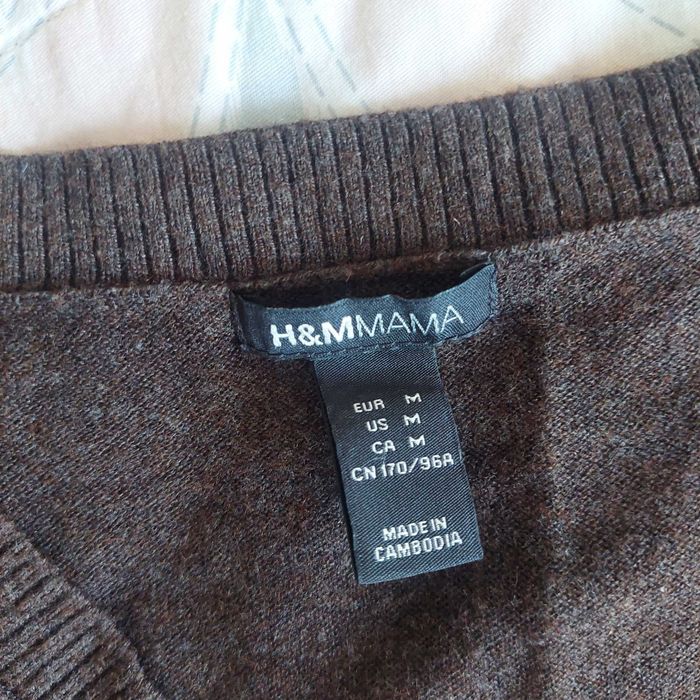 H&MMAMA
EUR M
US M
CA M
CN 170/96A
MADE IN
CAMBODIA